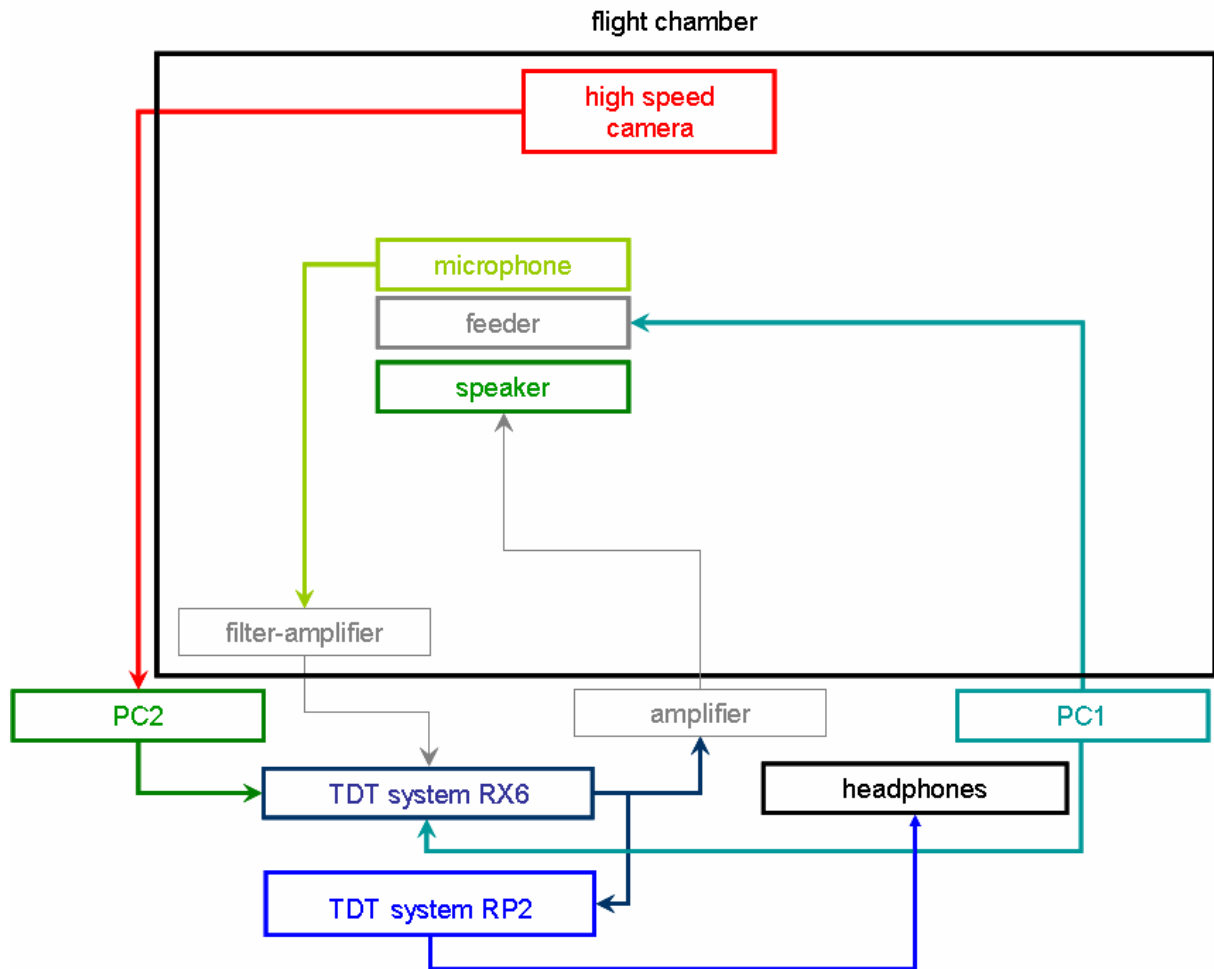 flight chamber
high speed
camera
microphone
feeder
speaker
filter-amplifier
PC2
amplifier
PC1
TDT system RX6
headphones
TDT system RP2